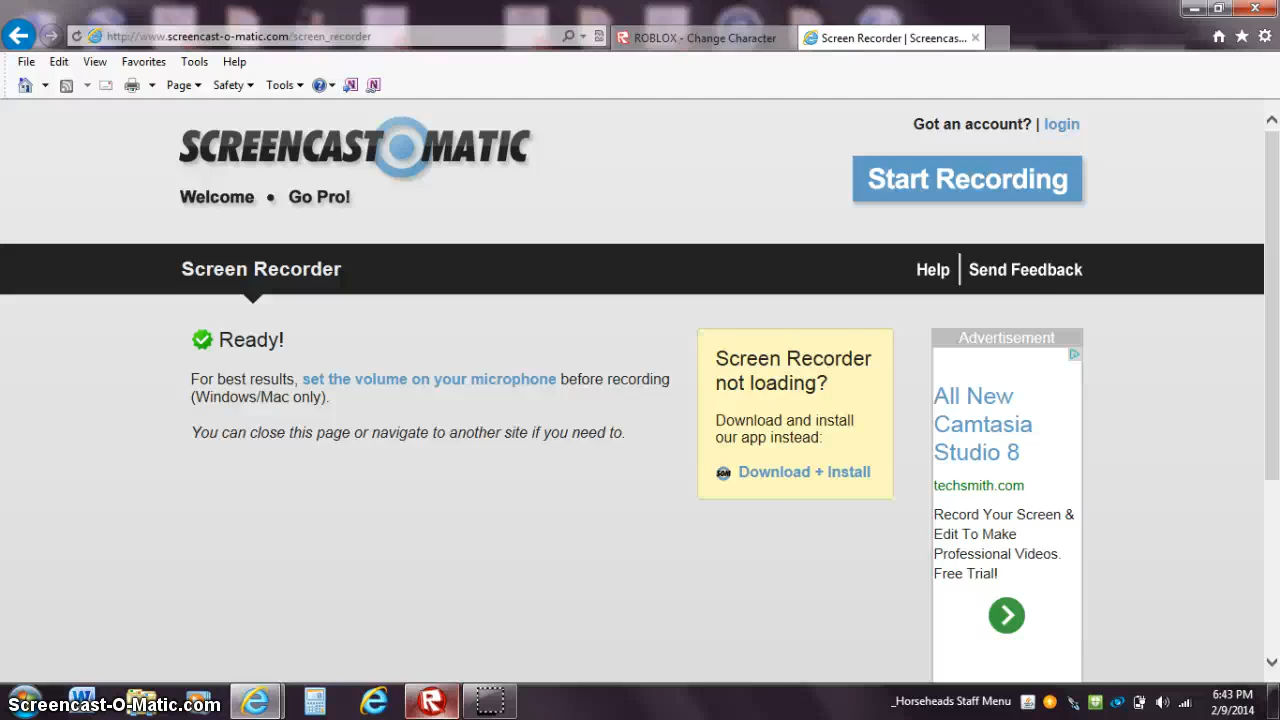 http://www.screencast-o-matic.com/screen_recorder
ROBLOX - Change Character
Screen Recorder | Screencas...
File Edit View Favorites Tools Help
Page Safety Tools
SCREENCAST O MATIC
Got an account? | login
Start Recording
Welcome • Go Pro!
Screen Recorder
Help | Send Feedback
Ready!
For best results, set the volume on your microphone before recording
(Windows/Mac only).
You can close this page or navigate to another site if you need to.
Screen Recorder
not loading?
Download and install
our app instead:
SOM Download + Install
Advertisement
All New
Camtasia
Studio 8
techsmith.com
Record Your Screen &
Edit To Make
Professional Videos.
Free Trial!
Screencast-O-Matic.com
_Horseheads Staff Menu
6:43 PM
2/9/2014